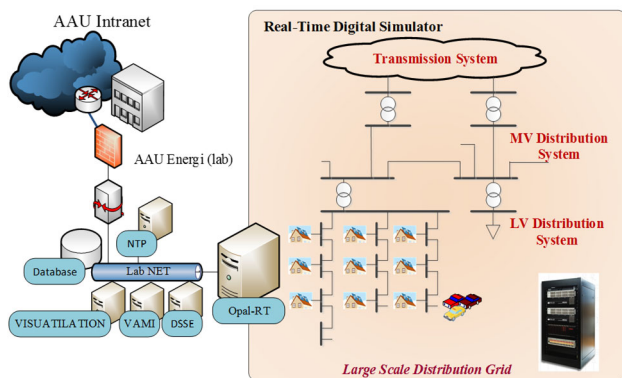 AAU Intranet
AAU Energi (lab)
NTP
Database
Lab NET
VISUATILATION
VAMI
DSSE
Opal-RT
Real-Time Digital Simulator
Transmission System
MV Distribution
System
LV Distribution
System
Large Scale Distribution Grid